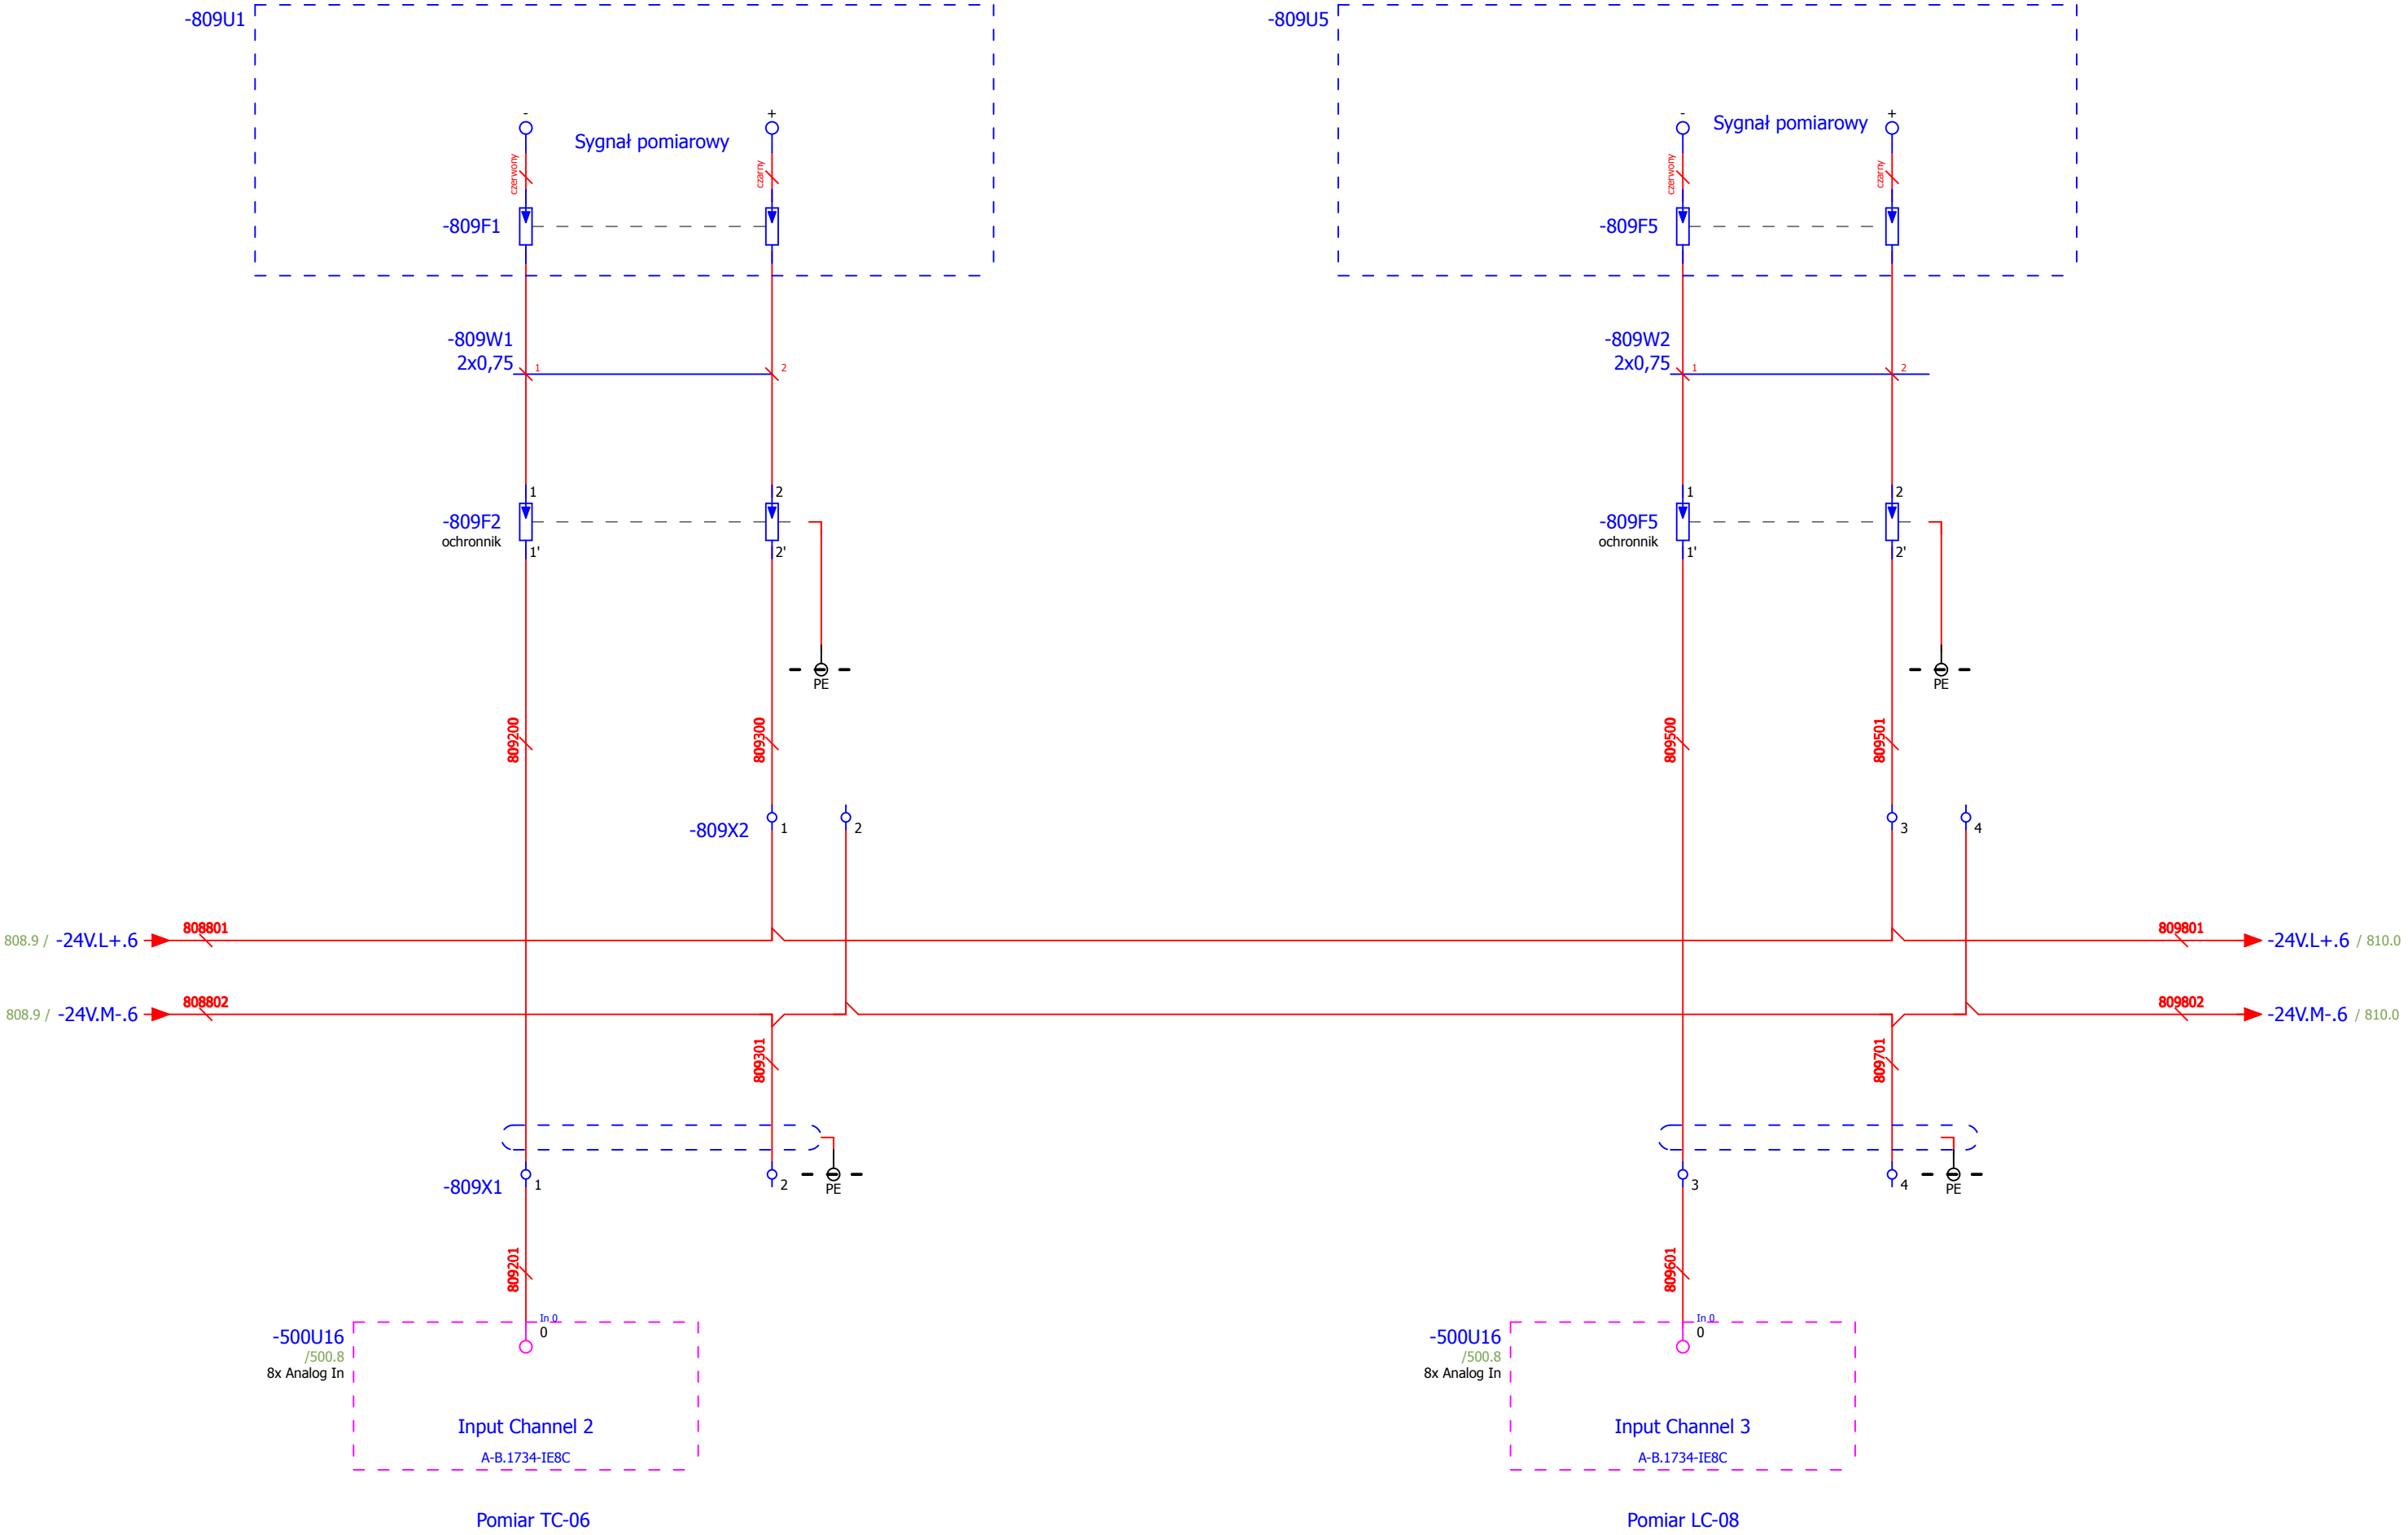 -809U1
-809U5
-
Sygnał pomiarowy
+
-
Sygnał pomiarowy
+
czerwony
czarny
czerwony
czarny
-809F1
-809F5
-809W1
2x0,75
1
2
-809W2
2x0,75
1
2
1
2
1
2
-809F2
ochronnik
-809F5
ochronnik
1'
2'
1'
2'
PE
PE
809200
809300
809500
809501
-809X2
1
2
3
4
808.9 / -24V.L+.6
808801
809801
-24V.L+.6 / 810.0
808.9 / -24V.M-.6
808802
809802
-24V.M-.6 / 810.0
809301
809701
-809X1
1
2
PE
3
4
PE
809201
809601
-500U16
/500.8
8x Analog In
In 0
0
-500U16
/500.8
8x Analog In
In 0
0
Input Channel 2
A-B.1734-IE8C
Input Channel 3
A-B.1734-IE8C
Pomiar TC-06
Pomiar LC-08